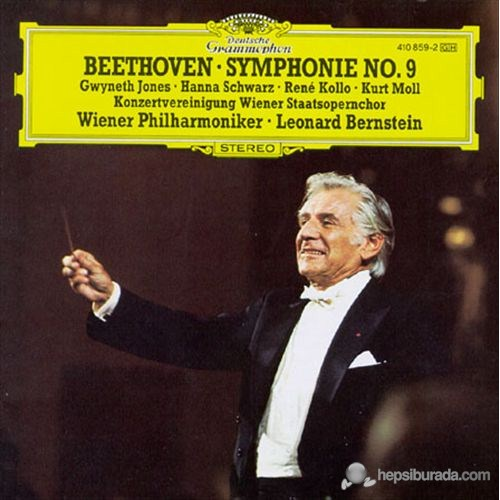 Deutsche
Grammophon
410 859-2 GH
BEETHOVEN · SYMPHONIE NO. 9
Gwyneth Jones · Hanna Schwarz · René Kollo · Kurt Moll
Konzertvereinigung Wiener Staatsopernchor
Wiener Philharmoniker · Leonard Bernstein
STEREO
hepsiburada.com